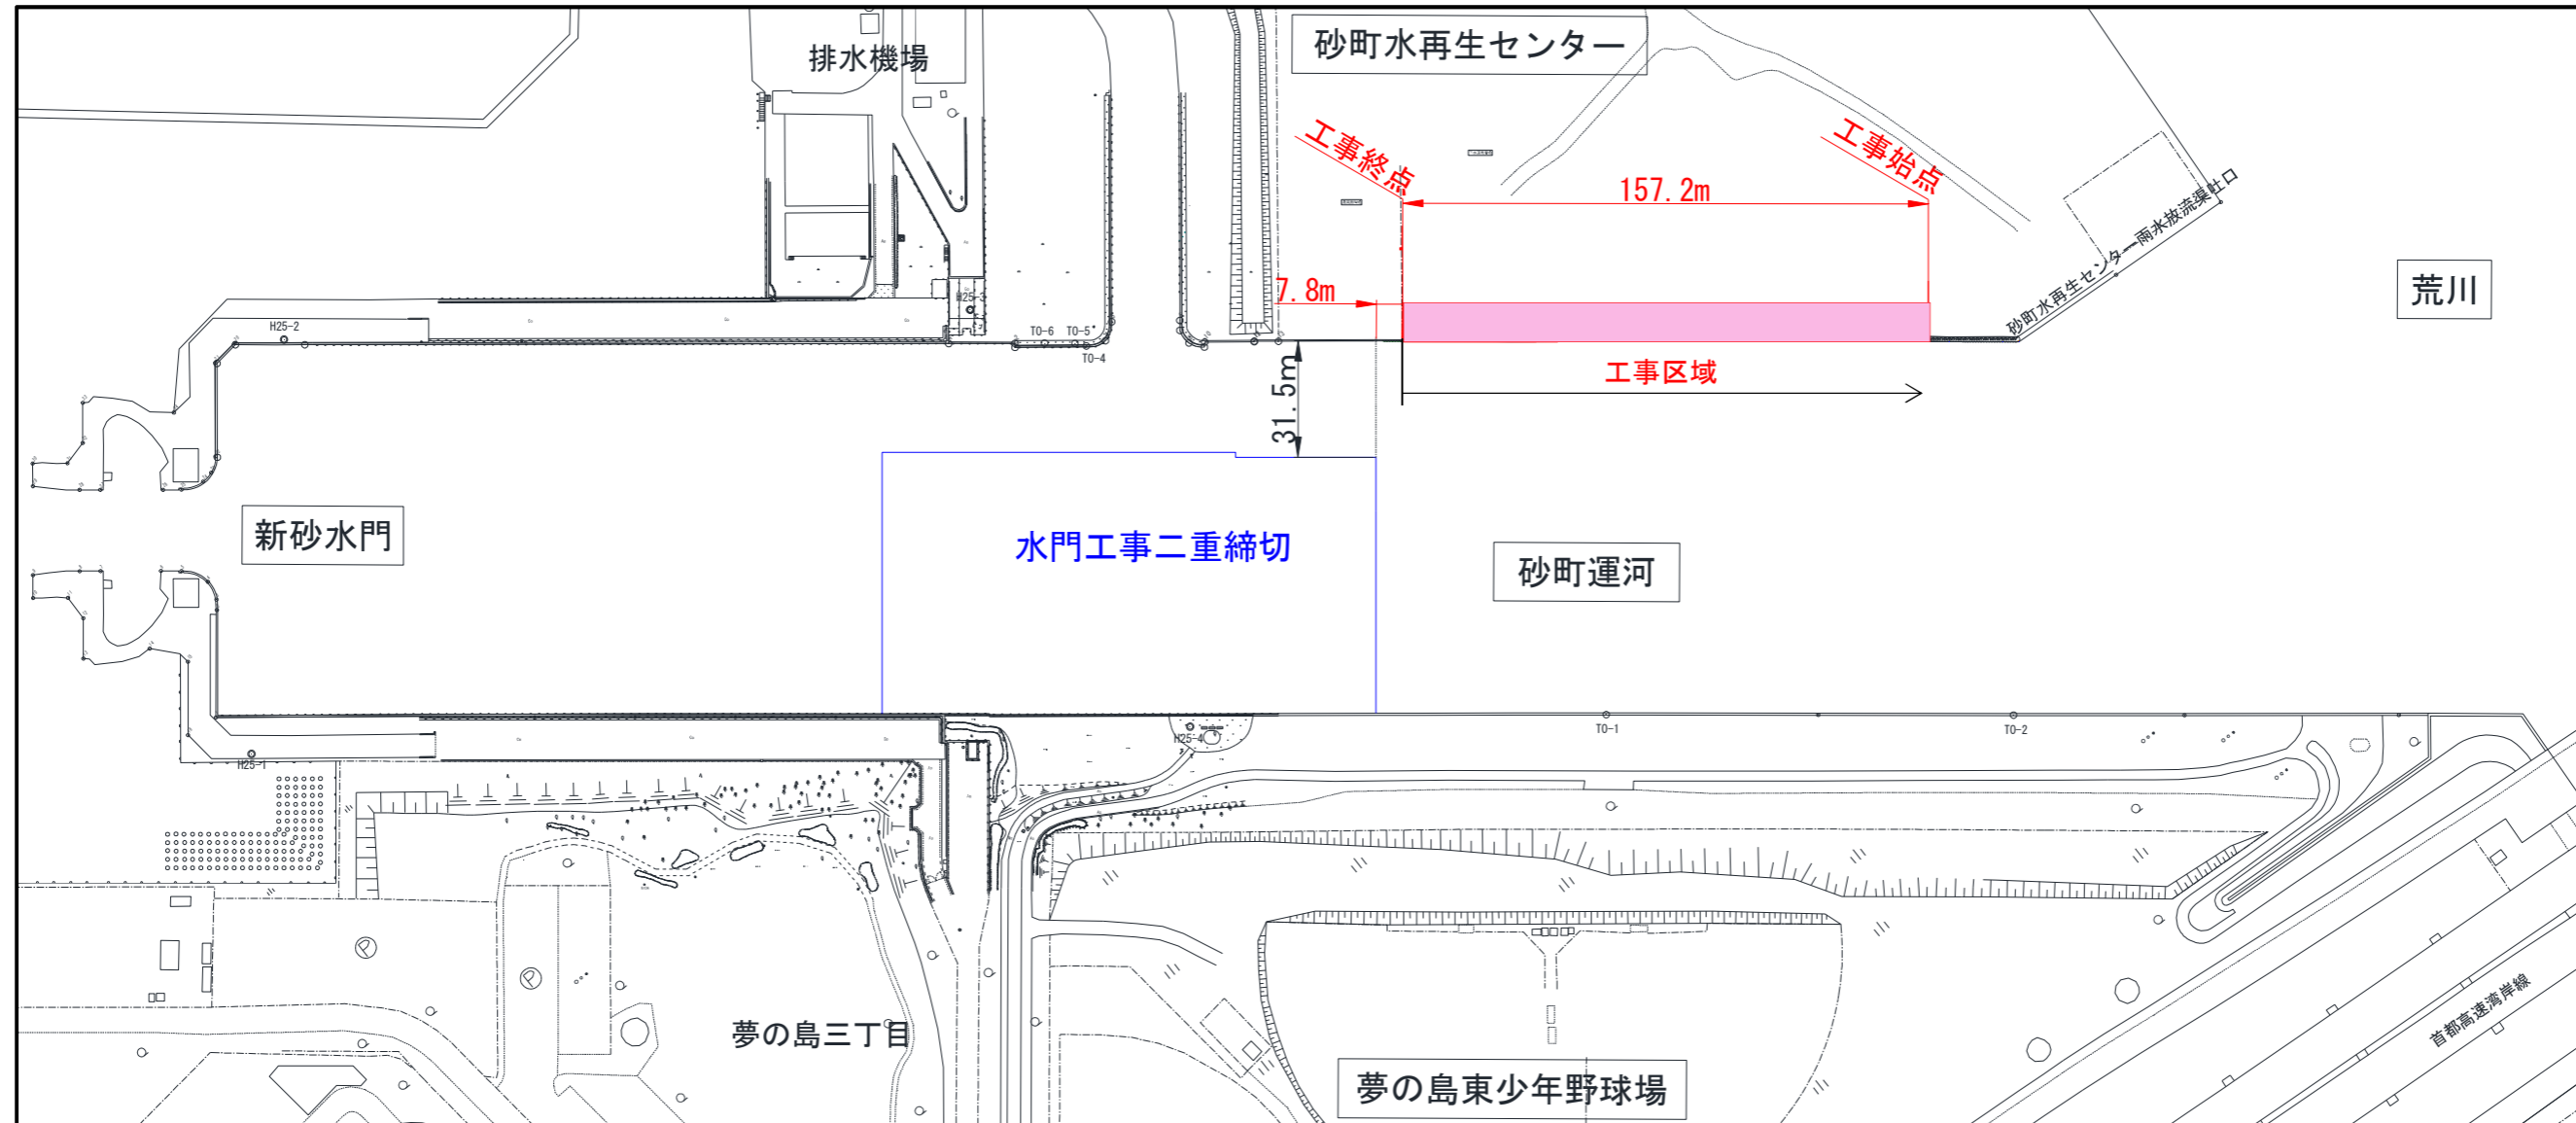 排水機場
砂町水再生センター
工事終点
工事始点
157.2m
砂町水再生センター雨水放流渠吐口
荒川
7.8m
H25-3
H25-2
TO-6
TO-5
TO-4
工事区域
31.5m
新砂水門
水門工事二重締切
砂町運河
H25-1
H25-4
TO-1
TO-2
夢の島三丁目
夢の島東少年野球場
首都高速湾岸線